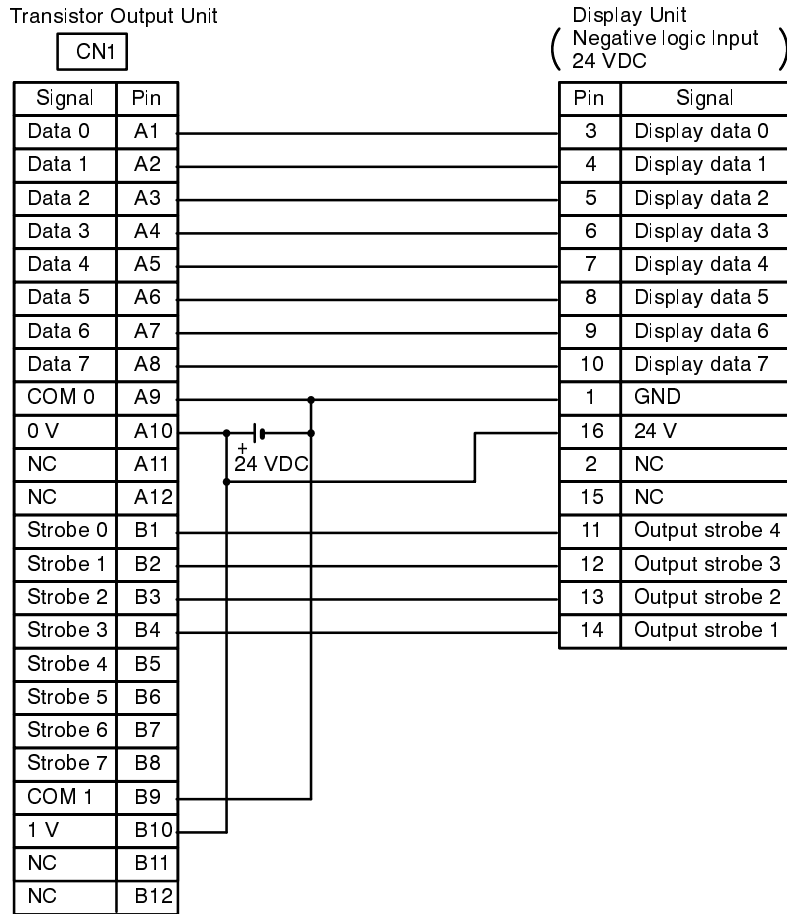 Transistor Output Unit
CN1
Display Unit
( Negative logic Input )
24 VDC
Signal Pin
Data 0 A1
Data 1 A2
Data 2 A3
Data 3 A4
Data 4 A5
Data 5 A6
Data 6 A7
Data 7 A8
COM 0 A9
0 V A10
NC A11
NC A12
Strobe 0 B1
Strobe 1 B2
Strobe 2 B3
Strobe 3 B4
Strobe 4 B5
Strobe 5 B6
Strobe 6 B7
Strobe 7 B8
COM 1 B9
1 V B10
NC B11
NC B12
+
24 VDC
Pin Signal
3 Display data 0
4 Display data 1
5 Display data 2
6 Display data 3
7 Display data 4
8 Display data 5
9 Display data 6
10 Display data 7
1 GND
16 24 V
2 NC
15 NC
11 Output strobe 4
12 Output strobe 3
13 Output strobe 2
14 Output strobe 1